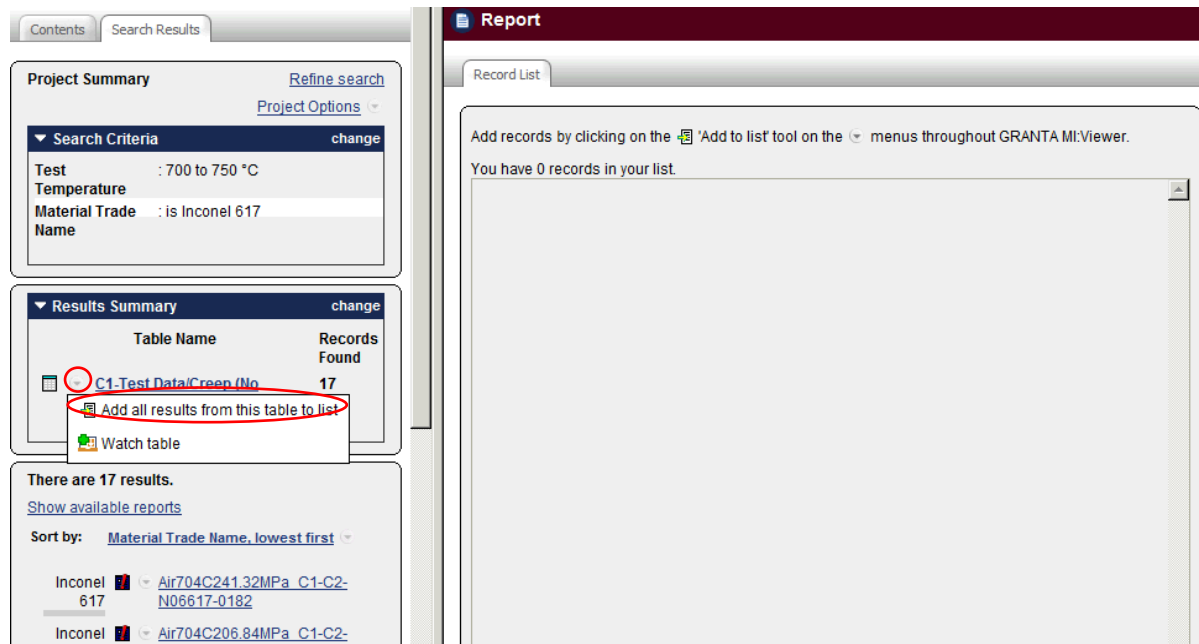 Contents
Search Results
Project Summary
Refine search
Project Options
Search Criteria
change
Test Temperature
: 700 to 750 °C
Material Trade Name
: is Inconel 617
Results Summary
change
Table Name
Records Found
C1-Test Data/Creep (No
17
Add all results from this table to list
Watch table
There are 17 results.
Show available reports
Sort by:
Material Trade Name, lowest first
Inconel 617
Air704C241.32MPa_C1-C2-
N06617-0182
Inconel
Air704C206.84MPa_C1-C2-
Report
Record List
Add records by clicking on the 'Add to list' tool on the menus throughout GRANTA MI:Viewer.
You have 0 records in your list.